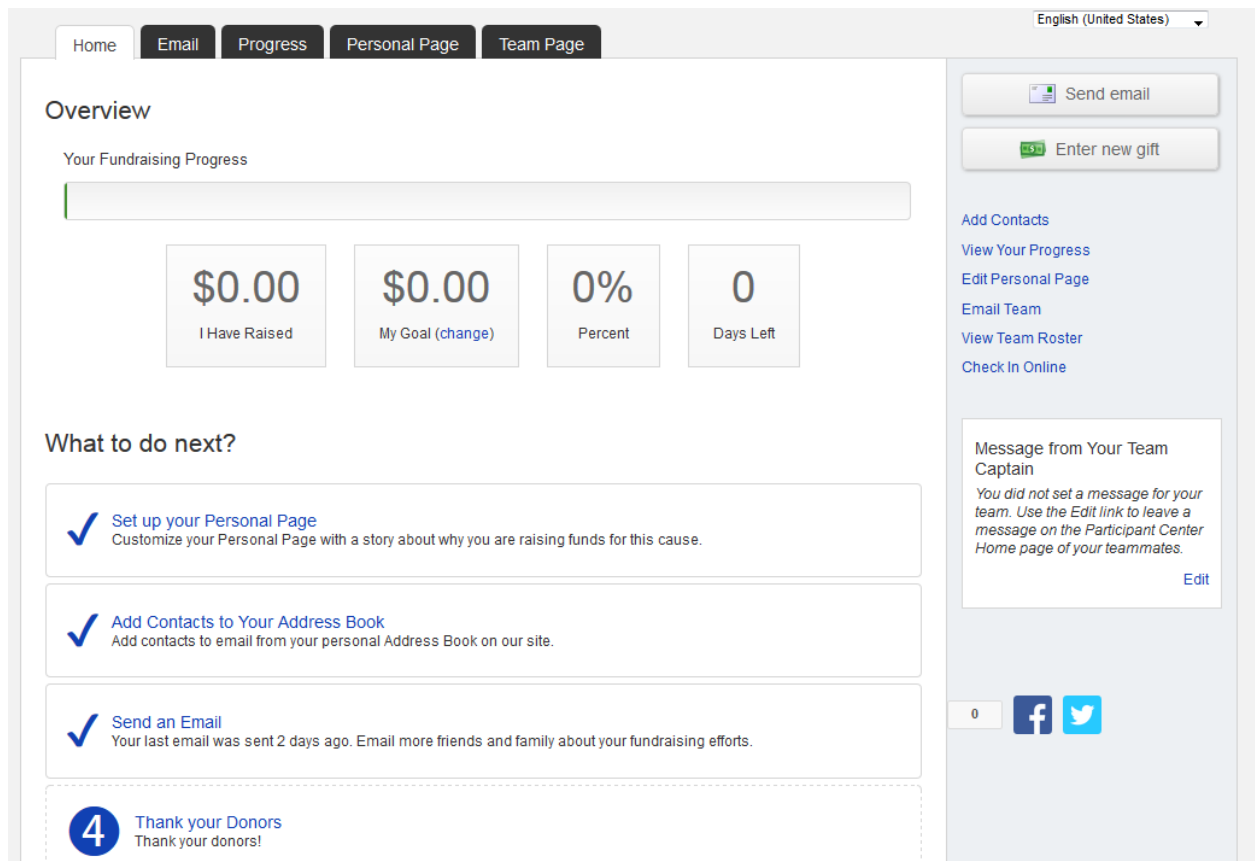 English (United States)
Home
Email
Progress
Personal Page
Team Page
Overview
Your Fundraising Progress
$0.00
I Have Raised
$0.00
My Goal (change)
0%
Percent
0
Days Left
What to do next?
Set up your Personal Page
Customize your Personal Page with a story about why you are raising funds for this cause.
Add Contacts to Your Address Book
Add contacts to email from your personal Address Book on our site.
Send an Email
Your last email was sent 2 days ago. Email more friends and family about your fundraising efforts.
4
Thank your Donors
Thank your donors!
Send email
Enter new gift
Add Contacts
View Your Progress
Edit Personal Page
Email Team
View Team Roster
Check In Online
Message from Your Team
Captain
You did not set a message for your
team. Use the Edit link to leave a
message on the Participant Center
Home page of your teammates.
Edit
0